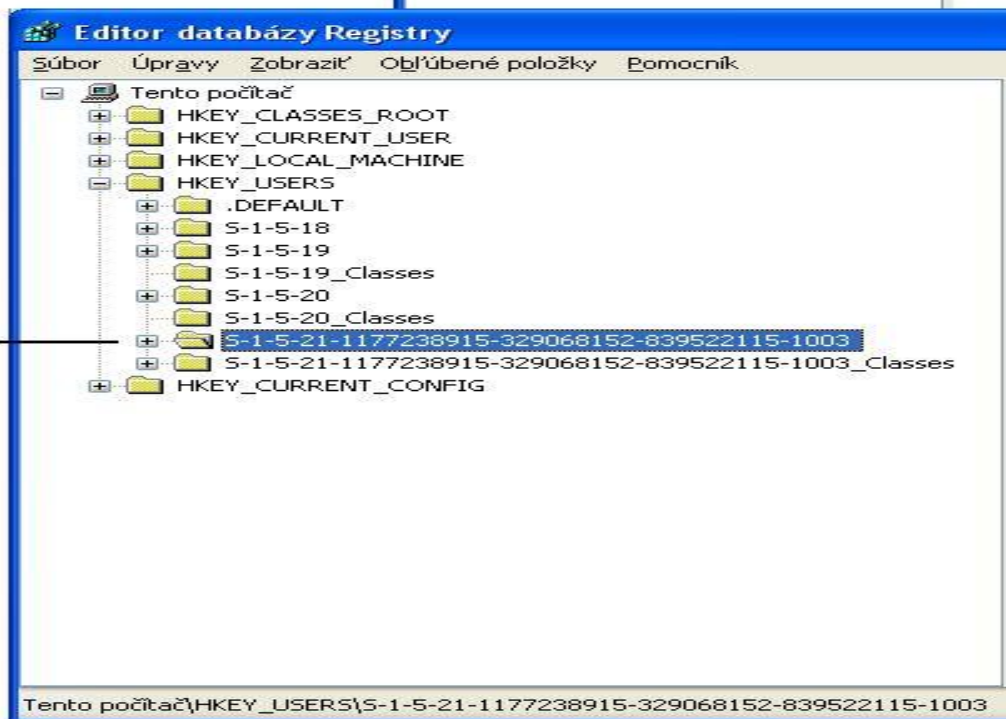 Editor databázy Registry
Súbor Úpravy Zobraziť Obľúbené položky Pomocník
Tento počítač
HKEY_CLASSES_ROOT
HKEY_CURRENT_USER
HKEY_LOCAL_MACHINE
HKEY_USERS
.DEFAULT
S-1-5-18
S-1-5-19
S-1-5-19_Classes
S-1-5-20
S-1-5-20_Classes
S-1-5-21-1177238915-329068152-839522115-1003
S-1-5-21-1177238915-329068152-839522115-1003_Classes
HKEY_CURRENT_CONFIG
Tento počítač\HKEY_USERS\S-1-5-21-1177238915-329068152-839522115-1003